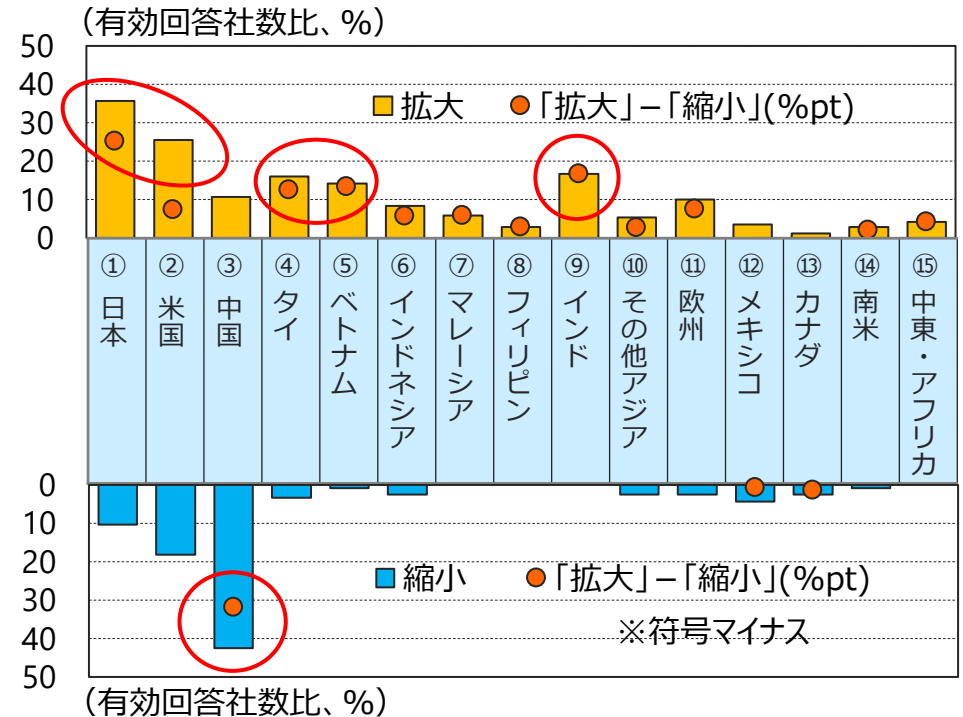 （有効回答社数比、%）
50
40
30
20
10
0
拡大 「拡大」－「縮小」(%pt)
① 日本
② 米国
③ 中国
④ タイ
⑤ ベトナム
⑥ インドネシア
⑦ マレーシア
⑧ フィリピン
⑨ インド
⑩ その他アジア
⑪ 欧州
⑫ メキシコ
⑬ カナダ
⑭ 南米
⑮ 中東・アフリカ
0
10
20
30
40
50
縮小 「拡大」－「縮小」(%pt)
※符号マイナス
（有効回答社数比、%）